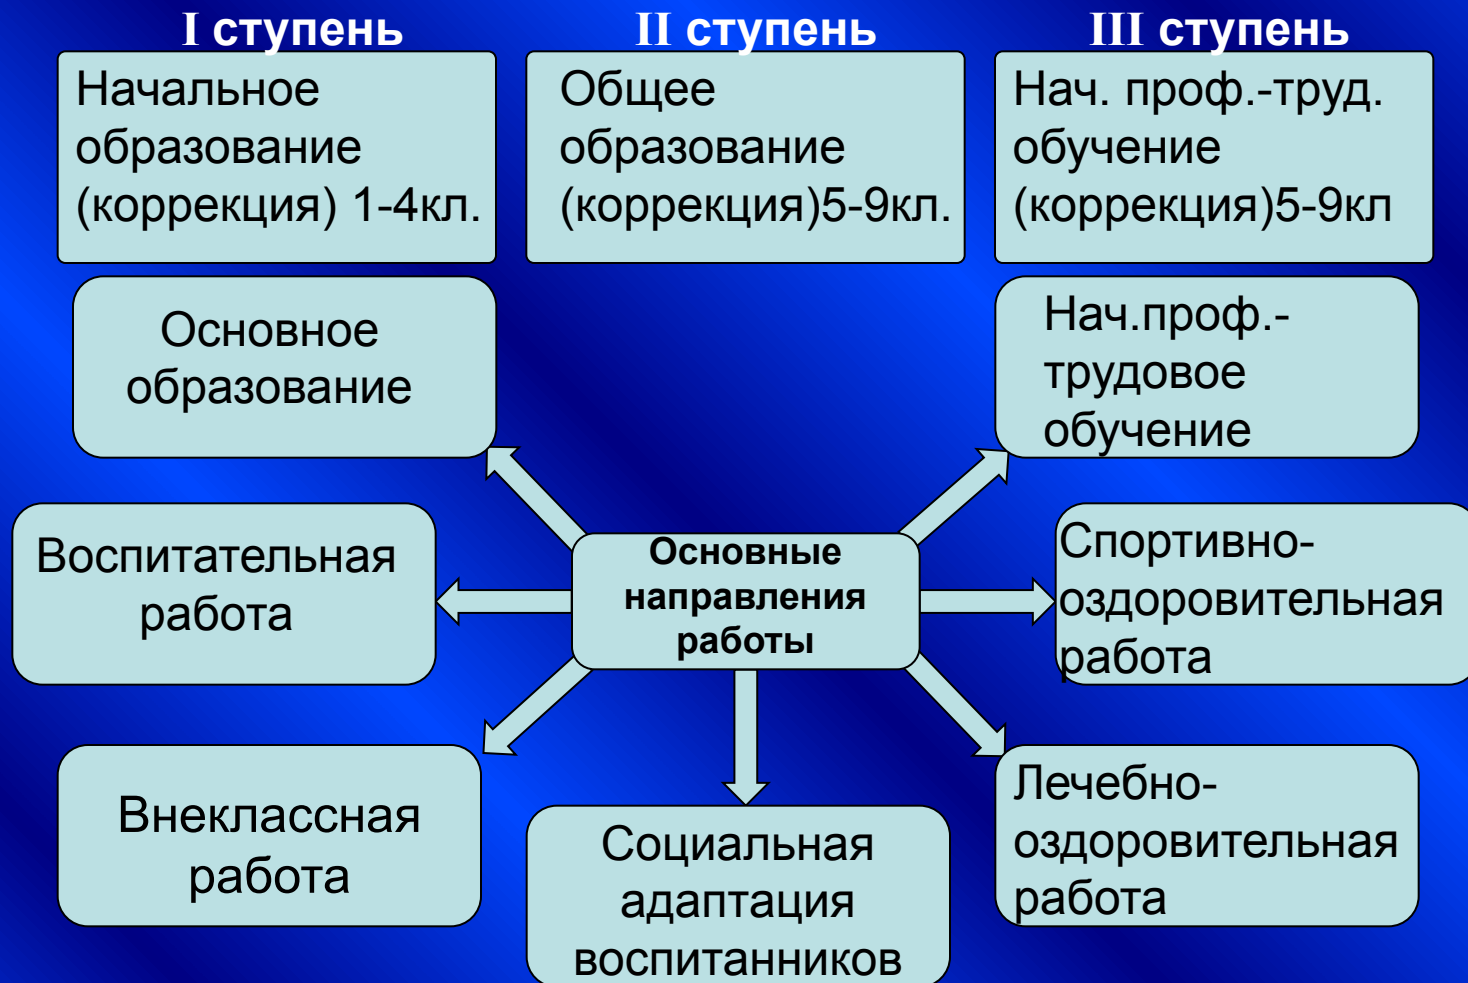 I ступень
II ступень
III ступень
Начальное
образование
(коррекция) 1-4кл.
Общее
образование
(коррекция)5-9кл.
Нач. проф.-труд.
обучение
(коррекция)5-9кл
Основное
образование
Нач.проф.-
трудовое
обучение
Воспитательная
работа
Основные
направления
работы
Спортивно-
оздоровительная
работа
Внеклассная
работа
Социальная
адаптация
воспитанников
Лечебно-
оздоровительная
работа